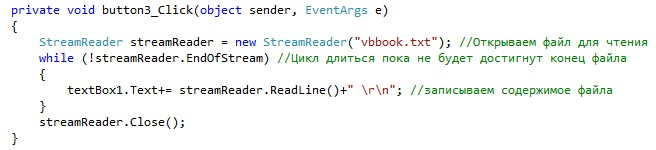 private void button3_Click(object sender, EventArgs e)
{
StreamReader streamReader = new StreamReader("vbbook.txt"); //Открываем файл для чтения
while (!streamReader.EndOfStream) //Цикл длиться пока не будет достигнут конец файла
{
textBox1.Text+= streamReader.ReadLine()+" \r\n"; //записываем содержимое файла
}
streamReader.Close();
}